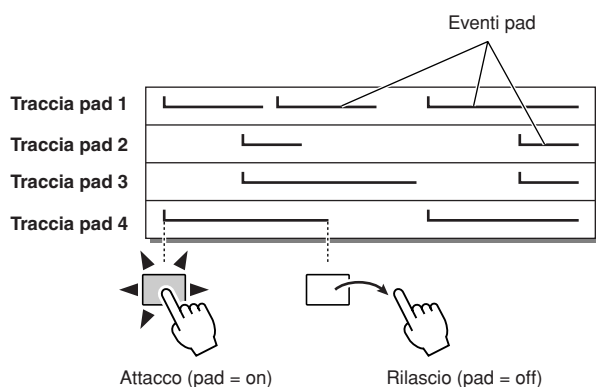 Eventi pad
Traccia pad 1
Traccia pad 2
Traccia pad 3
Traccia pad 4
Attacco (pad = on)
Rilascio (pad = off)